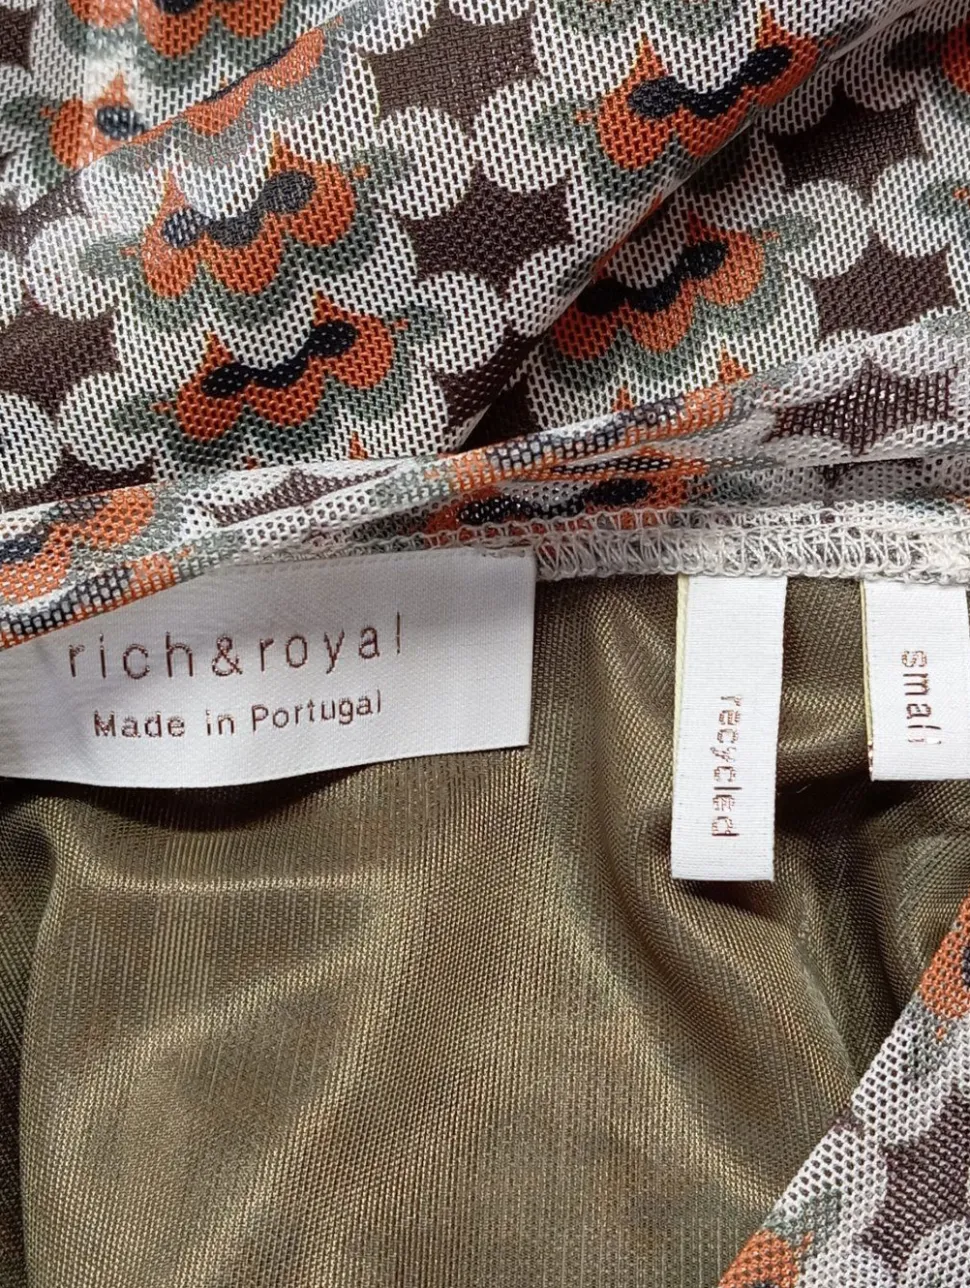 rich&royal
Made in Portugal
recycled
small